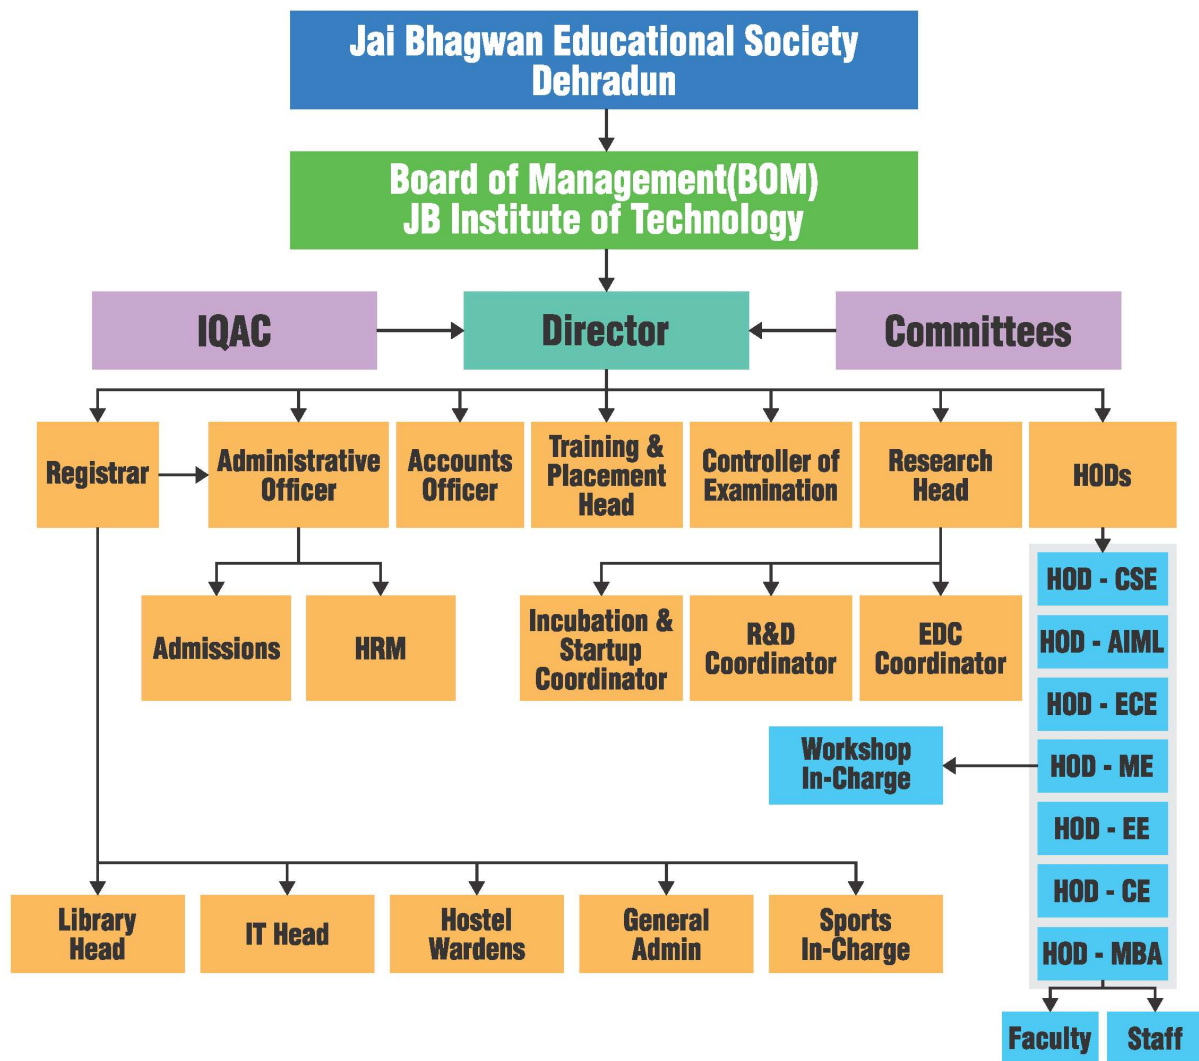 Jai Bhagwan Educational Society
Dehradun
Board of Management(BOM)
JB Institute of Technology
IQAC
Director
Committees
Registrar
Administrative
Officer
Accounts
Officer
Training &
Placement
Head
Controller of
Examination
Research
Head
HODs
Admissions
HRM
Incubation &
Startup
Coordinator
R&D
Coordinator
EDC
Coordinator
HOD - CSE
HOD - AIML
HOD - ECE
Workshop
In-Charge
HOD - ME
HOD - EE
HOD - CE
HOD - MBA
Library
Head
IT Head
Hostel
Wardens
General
Admin
Sports
In-Charge
Faculty
Staff